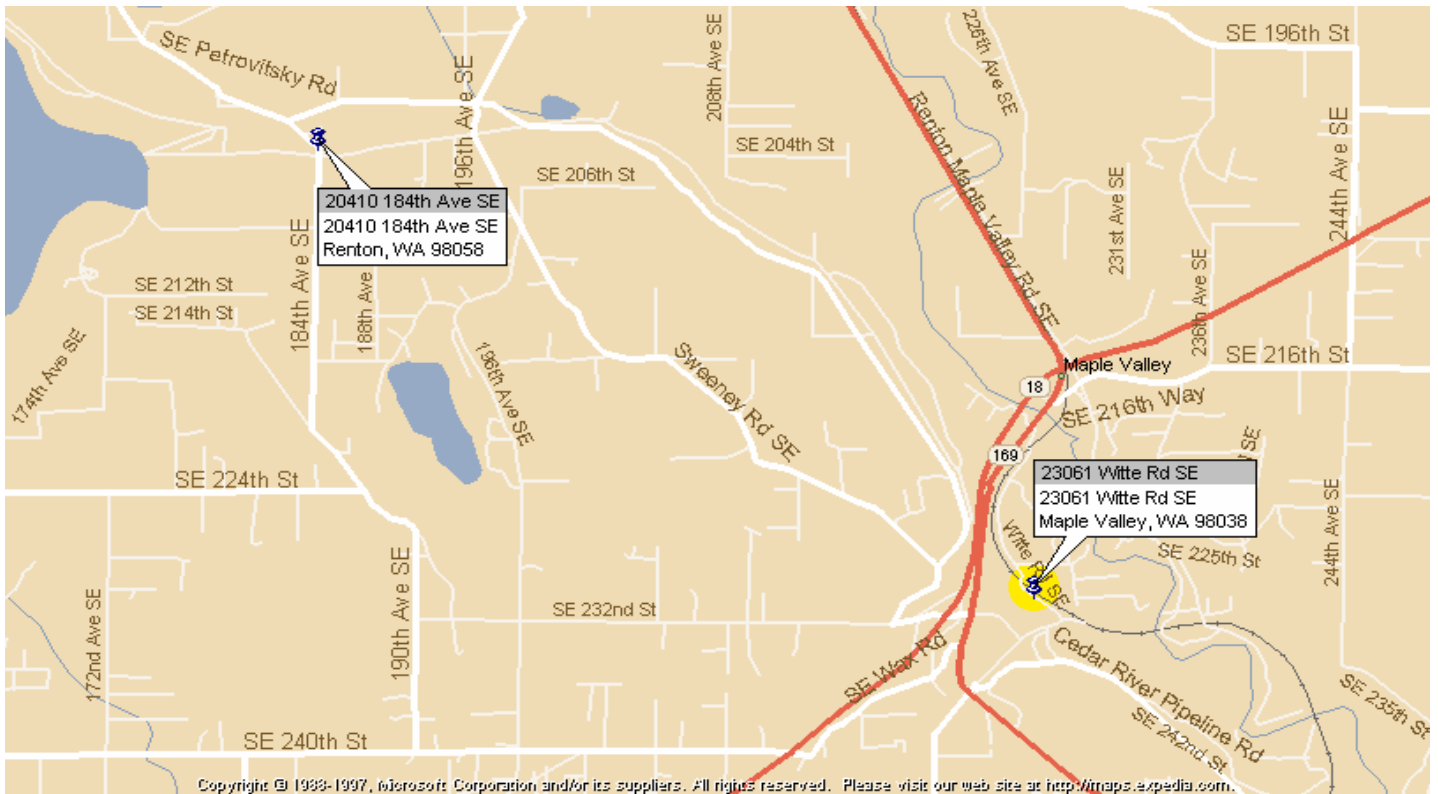 SE Petrovitsky Rd
196th Ave SE
208th Ave SE
226th Ave SE
SE 196th St
Renton Maple Valley Rd SE
244th Ave SE
SE 204th St
SE 206th St
20410 184th Ave SE
20410 184th Ave SE
Renton, WA 98058
184th Ave SE
188th Ave
SE 212th St
SE 214th St
174th Ave SE
196th Ave SE
Sweeney Rd SE
231st Ave SE
236th Ave SE
SE 216th St
Maple Valley
18
SE 216th Way
169
SE
23061 Witte Rd SE
23061 Witte Rd SE
Maple Valley, WA 98038
SE 224th St
Witte Rd SE
SE 225th St
244th Ave SE
172nd Ave SE
190th Ave SE
SE 232nd St
SE Wax Rd
Cedar River Pipeline Rd
SE 235th St
SE 242nd St
SE 240th St
Copyright © 1988-1997, Microsoft Corporation and/or its suppliers. All rights reserved. Please visit our web site at http://maps.expedia.com.